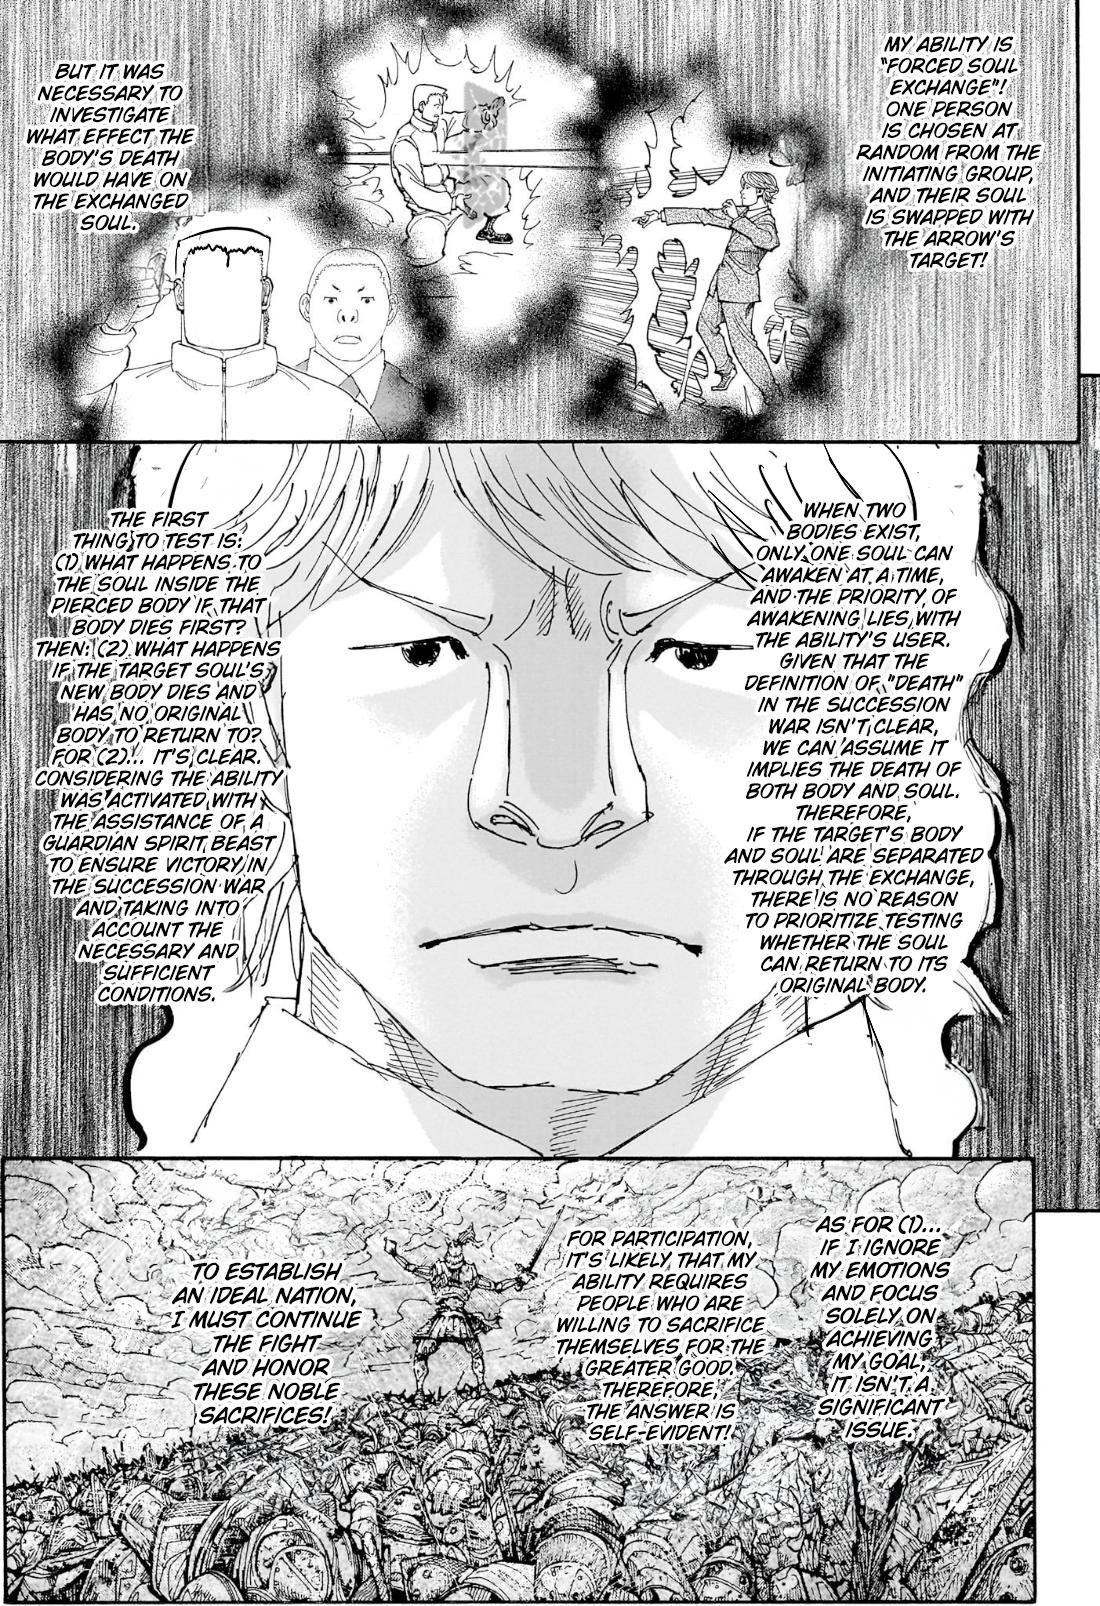 MY ABILITY IS
"FORCED SOUL
EXCHANGE"!
ONE PERSON
IS CHOSEN AT
RANDOM FROM THE
INITIATING GROUP,
AND THEIR SOUL
IS SWAPPED WITH
THE ARROW'S
TARGET!
BUT IT WAS
NECESSARY TO
INVESTIGATE
WHAT EFFECT THE
BODY'S DEATH
WOULD HAVE ON
THE EXCHANGED
SOUL.
WHEN TWO
BODIES EXIST,
ONLY ONE SOUL CAN
AWAKEN AT A TIME,
AND THE PRIORITY OF
AWAKENING LIES WITH
THE ABILITY'S USER.
GIVEN THAT THE
DEFINITION OF "DEATH"
IN THE SUCCESSION
WAR ISN'T CLEAR,
WE CAN ASSUME IT
IMPLIES THE DEATH OF
BOTH BODY AND SOUL.
THEREFORE,
IF THE TARGET'S BODY
AND SOUL ARE SEPARATED
THROUGH THE EXCHANGE,
THERE IS NO REASON
TO PRIORITIZE TESTING
WHETHER THE SOUL
CAN RETURN TO ITS
ORIGINAL BODY.
THE FIRST
THING TO TEST IS:
(1) WHAT HAPPENS TO
THE SOUL INSIDE THE
PIERCED BODY IF THAT
BODY DIES FIRST?
THEN: (2) WHAT HAPPENS
IF THE TARGET SOUL'S
NEW BODY DIES AND
HAS NO ORIGINAL
BODY TO RETURN TO?
FOR (2)... IT'S CLEAR.
CONSIDERING THE ABILITY
WAS ACTIVATED WITH
THE ASSISTANCE OF A
GUARDIAN SPIRIT BEAST
TO ENSURE VICTORY IN
THE SUCCESSION WAR
AND TAKING INTO
ACCOUNT THE
NECESSARY AND
SUFFICIENT
CONDITIONS.
AS FOR (1)...
IF I IGNORE
MY EMOTIONS
AND FOCUS
SOLELY ON
ACHIEVING
MY GOAL,
IT ISN'T A
SIGNIFICANT
ISSUE.
FOR PARTICIPATION,
IT'S LIKELY THAT MY
ABILITY REQUIRES
PEOPLE WHO ARE
WILLING TO SACRIFICE
THEMSELVES FOR THE
GREATER GOOD.
THEREFORE,
THE ANSWER IS
SELF-EVIDENT!
TO ESTABLISH
AN IDEAL NATION,
I MUST CONTINUE
THE FIGHT
AND HONOR
THESE NOBLE
SACRIFICES!